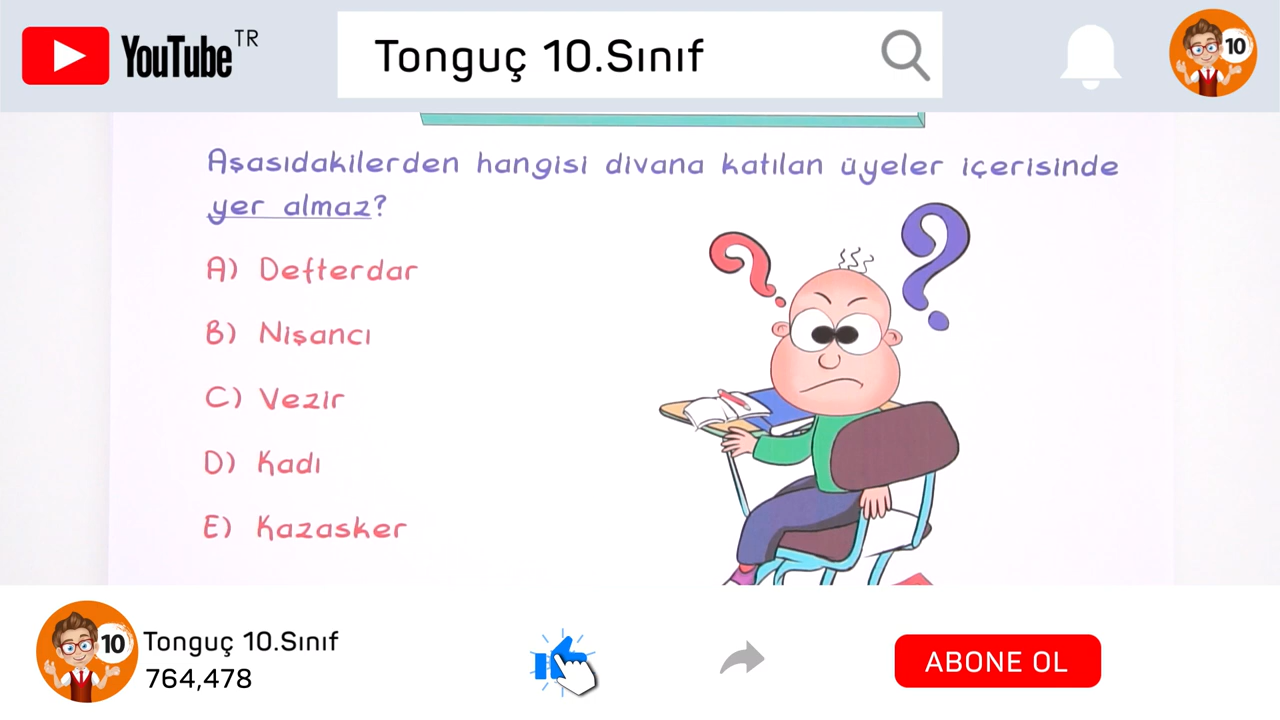 YouTube TR
Tonguç 10.Sınıf
10
Aşasıdakilerden hangisi divana katılan üyeler içerisinde
yer almaz?
A) Defterdar
B) Nişancı
C) Vezir
D) Kadı
E) Kazasker
10
Tonguç 10.Sınıf
764,478
ABONE OL